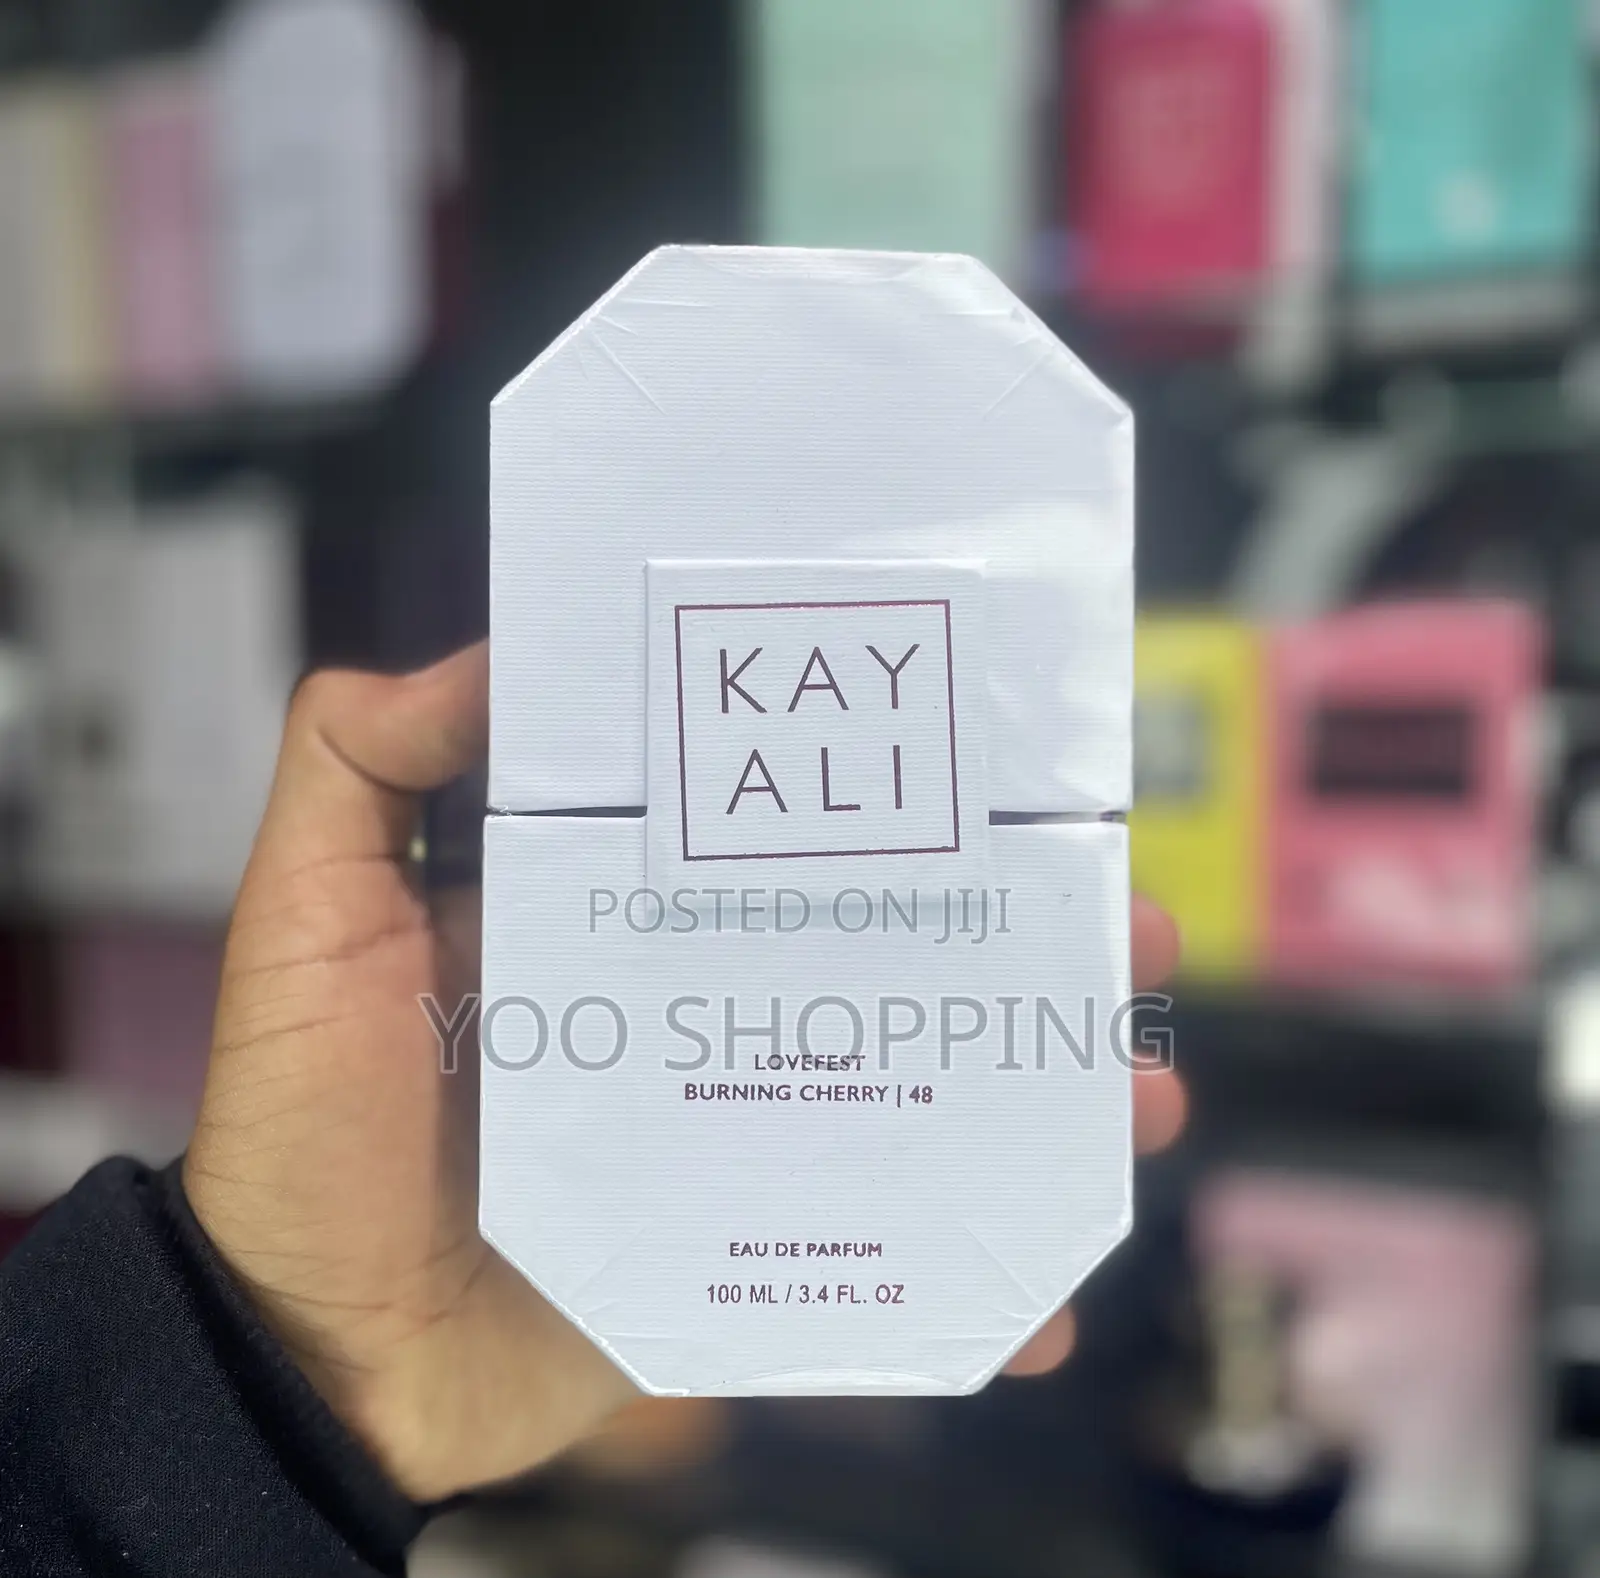 KAY
ALI
POSTED ON JIJI
YOO SHOPPING
LOVEFEST
BURNING CHERRY | 48
EAU DE PARFUM
100 ML / 3.4 FL. OZ